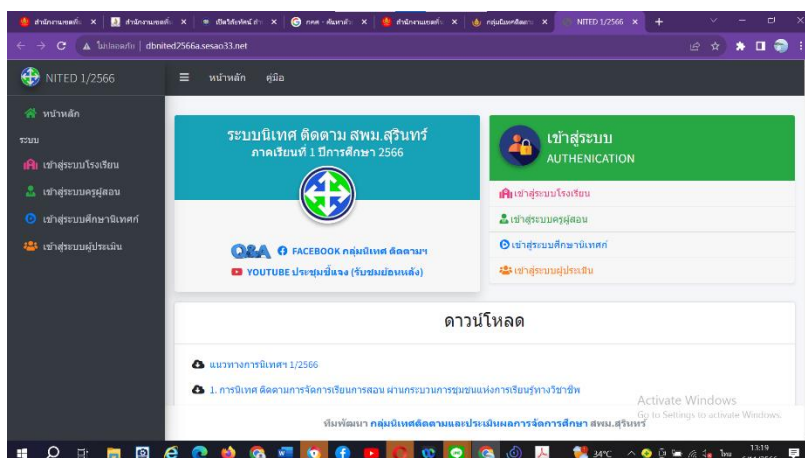 NITED 1/2566
ไม่ปลอดภัย | dbnited2566a.sesao33.net
NITED 1/2566
หน้าหลัก คู่มือ
หน้าหลัก
ระบบ
เข้าสู่ระบบโรงเรียน
เข้าสู่ระบบครูผู้สอน
เข้าสู่ระบบศึกษานิเทศก์
เข้าสู่ระบบผู้ประเมิน
ระบบนิเทศ ติดตาม สพม.สุรินทร์
ภาคเรียนที่ 1 ปีการศึกษา 2566
Q&A FACEBOOK กลุ่มนิเทศ ติดตามฯ
YOUTUBE ประชุมชี้แจง (รับชมย้อนหลัง)
เข้าสู่ระบบ
AUTHENICATION
เข้าสู่ระบบโรงเรียน
เข้าสู่ระบบครูผู้สอน
เข้าสู่ระบบศึกษานิเทศก์
เข้าสู่ระบบผู้ประเมิน
ดาวน์โหลด
แนวทางการนิเทศฯ 1/2566
1. การนิเทศ ติดตามการจัดการเรียนการสอน ผ่านกระบวนการชุมชนแห่งการเรียนรู้ทางวิชาชีพ
ทีมพัฒนา กลุ่มนิเทศติดตามและประเมินผลการจัดการศึกษา สพม.สุรินทร์
Activate Windows
Go to Settings to activate Windows.
34°C
ไทย
13:19